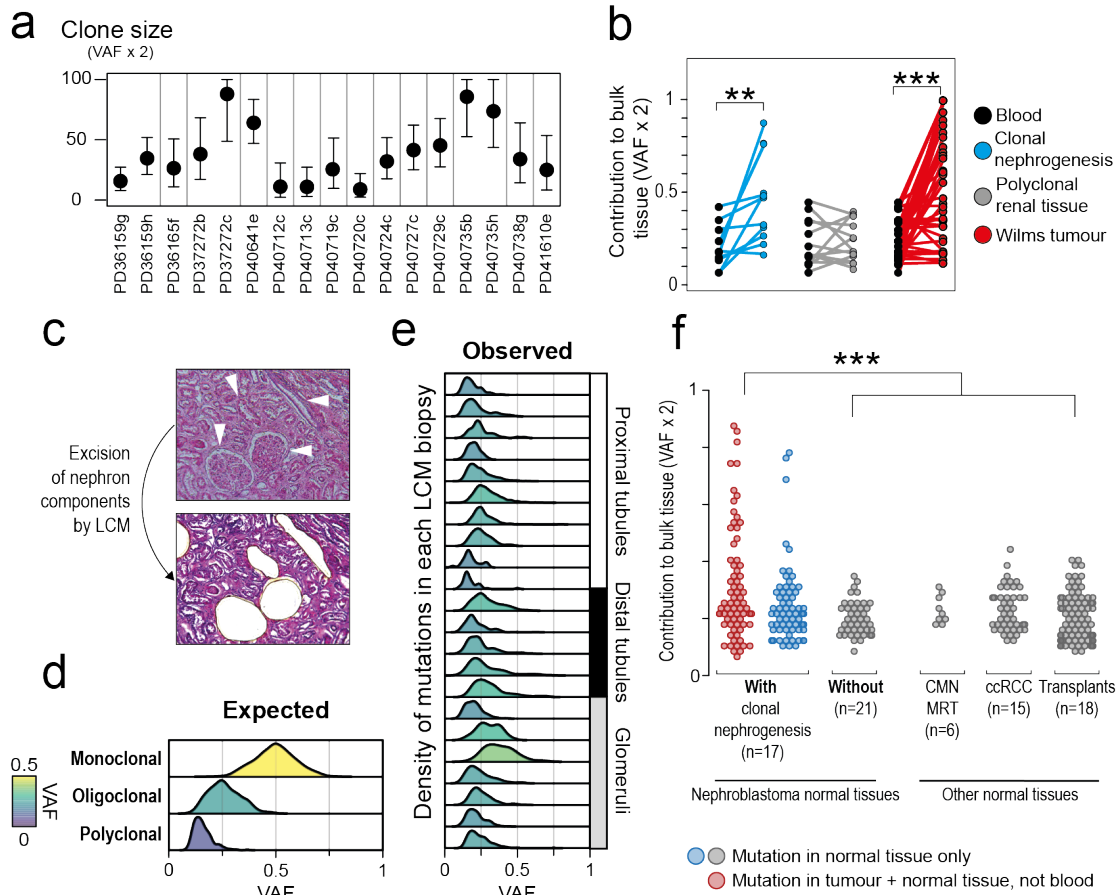 a
Clone size
(VAF x 2)
100
50
0
PD36159g
PD36159h
PD36165f
PD37272b
PD37272c
PD40641e
PD40712c
PD40713c
PD40719c
PD40720c
PD40724c
PD40727c
PD40729c
PD40735b
PD40735h
PD40738g
PD41610e
b
Contribution to bulk
tissue (VAF x 2)
1
0.5
0
**
***
Blood
Clonal
nephrogenesis
Polyclonal
renal tissue
Wilms tumour
c
Excision
of nephron
components
by LCM
d
Expected
0.5
VAF
0
Monoclonal
Oligoclonal
Polyclonal
0
0.5
1
VAF
e
Observed
Density of mutations in each LCM biopsy
Proximal tubules
Distal tubules
Glomeruli
0
0.5
1
VAF
f
***
Contribution to bulk tissue (VAF x 2)
1
0
With
clonal
nephrogenesis
(n=17)
Without
(n=21)
CMN
MRT
(n=6)
ccRCC
(n=15)
Transplants
(n=18)
Nephroblastoma normal tissues
Other normal tissues
Mutation in normal tissue only
Mutation in tumour + normal tissue, not blood